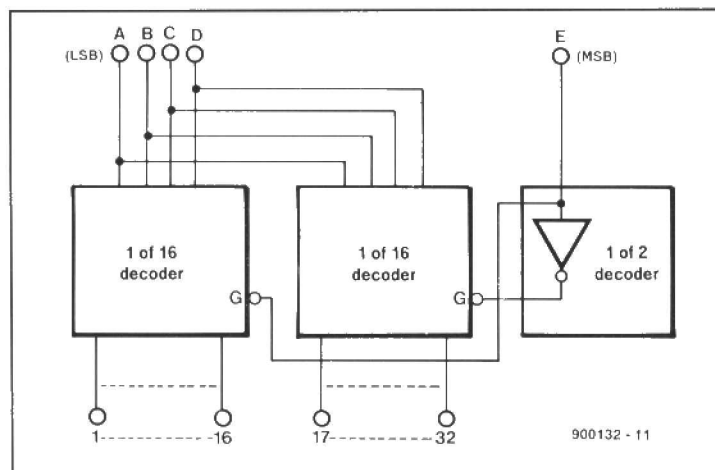 A B C D E
(LSB) (MSB)
1 of 16
decoder
1 of 16
decoder
1 of 2
decoder
G G
1 16 17 32
900132 - 11